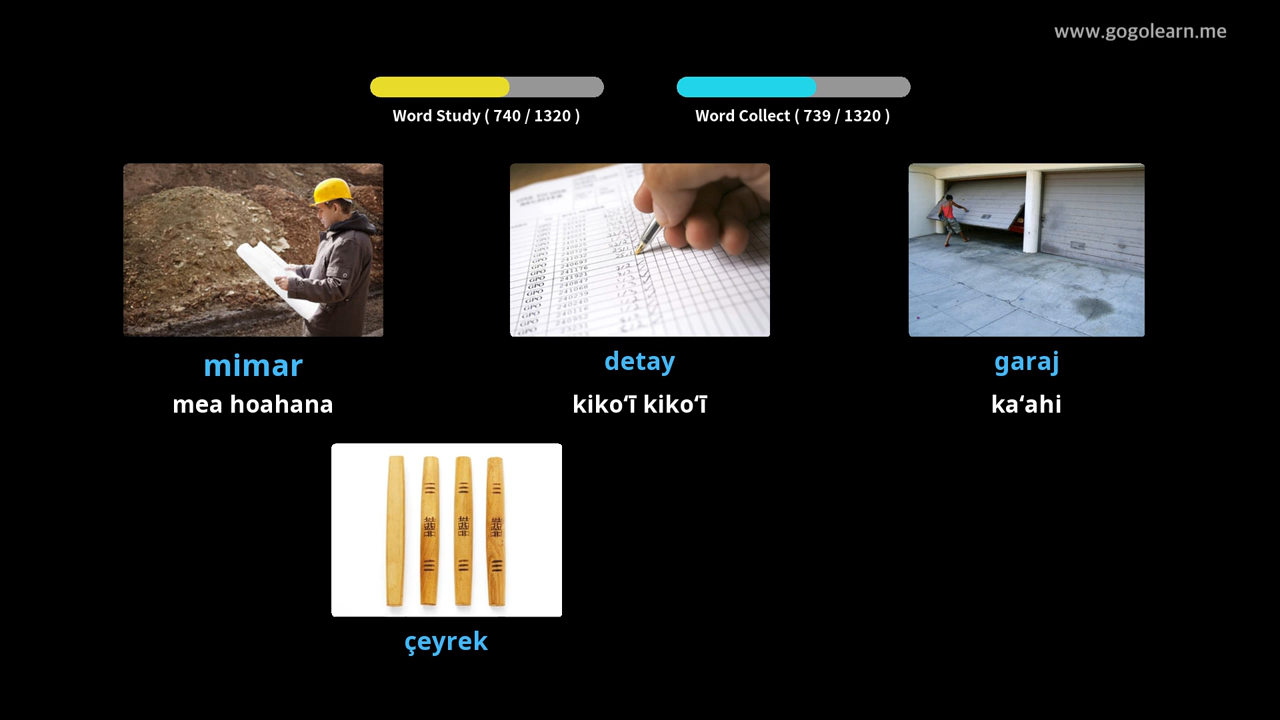 www.gogolearn.me
Word Study ( 740 / 1320 )
Word Collect ( 739 / 1320 )
mimar
detay
garaj
mea hoahana
kikoʻī kikoʻī
kaʻahi
çeyrek